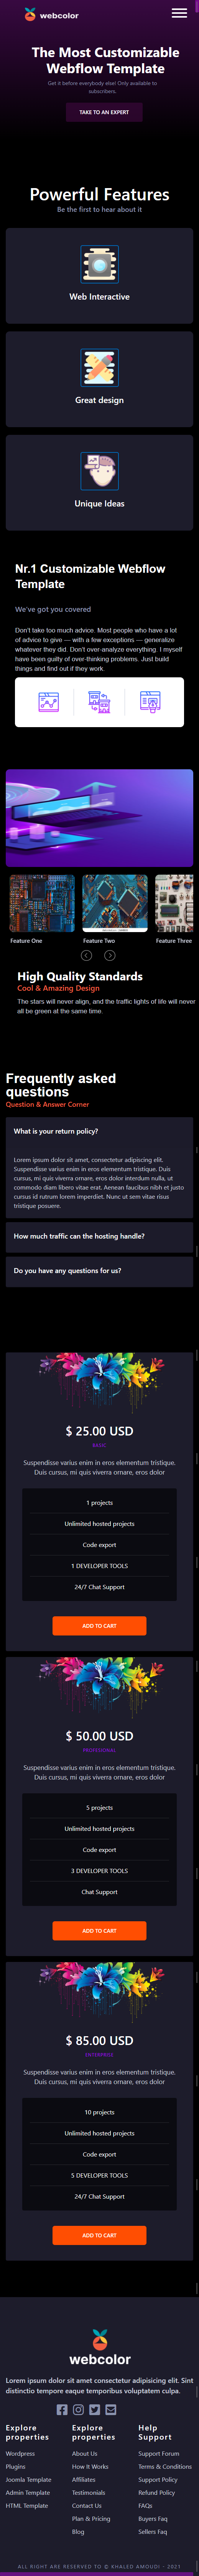 webcolor
The Most Customizable
Webflow Template
Get it before everybody else! Only available to
subscribers.
TAKE TO AN EXPERT
Powerful Features
Be the first to hear about it
Web Interactive
Great design
Unique Ideas
Nr.1 Customizable Webflow
Template
We've got you covered
Don't take too much advice. Most people who have a lot
of advice to give — with a few exceptions — generalize
whatever they did. Don't over-analyze everything. I myself
have been guilty of over-thinking problems. Just build
things and find out if they work.
Feature One
Feature Two
Feature Three
High Quality Standards
Cool & Amazing Design
The stars will never align, and the traffic lights of life will never
all be green at the same time.
Frequently asked
questions
Question & Answer Corner
What is your return policy?
Lorem ipsum dolor sit amet, consectetur adipiscing elit.
Suspendisse varius enim in eros elementum tristique. Duis
cursus, mi quis viverra ornare, eros dolor interdum nulla, ut
commodo diam libero vitae erat. Aenean faucibus nibh et justo
cursus id rutrum lorem imperdiet. Nunc ut sem vitae risus
tristique posuere.
How much traffic can the hosting handle?
Do you have any questions for us?
$ 25.00 USD
BASIC
Suspendisse varius enim in eros elementum tristique.
Duis cursus, mi quis viverra ornare, eros dolor
1 projects
Unlimited hosted projects
Code export
1 DEVELOPER TOOLS
24/7 Chat Support
ADD TO CART
$ 50.00 USD
PROFESIONAL
Suspendisse varius enim in eros elementum tristique.
Duis cursus, mi quis viverra ornare, eros dolor
5 projects
Unlimited hosted projects
Code export
3 DEVELOPER TOOLS
Chat Support
ADD TO CART
$ 85.00 USD
ENTERPRISE
Suspendisse varius enim in eros elementum tristique.
Duis cursus, mi quis viverra ornare, eros dolor
10 projects
Unlimited hosted projects
Code export
5 DEVELOPER TOOLS
24/7 Chat Support
ADD TO CART
webcolor
Lorem ipsum dolor sit amet consectetur adipisicing elit. Sint
distinctio tempore eaque temporibus voluptatem culpa.
Explore
properties
Wordpress
Plugins
Joomla Template
Admin Template
HTML Template
Explore
properties
About Us
How It Works
Affiliates
Testimonials
Contact Us
Plan & Pricing
Blog
Help
Support
Support Forum
Terms & Conditions
Support Policy
Refund Policy
FAQs
Buyers Faq
Sellers Faq
ALL RIGHT ARE RESERVED TO © KHALED AMOUDI - 2021